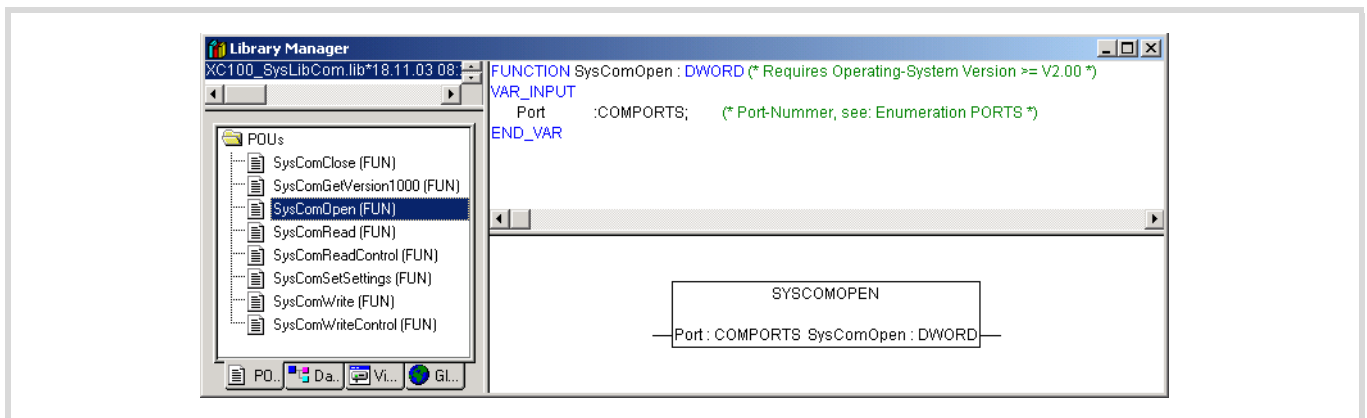 Library Manager
XC100_SysLibCom.lib*18.11.03 08:
POUs
SysComClose (FUN)
SysComGetVersion1000 (FUN)
SysComOpen (FUN)
SysComRead (FUN)
SysComReadControl (FUN)
SysComSetSettings (FUN)
SysComWrite (FUN)
SysComWriteControl (FUN)
PO.. Da.. Vi... Gl...
FUNCTION SysComOpen : DWORD (* Requires Operating-System Version >= V2.00 *)
VAR_INPUT
Port :COMPORTS; (* Port-Nummer, see: Enumeration PORTS *)
END_VAR
SYSCOMOPEN
Port : COMPORTS SysComOpen : DWORD